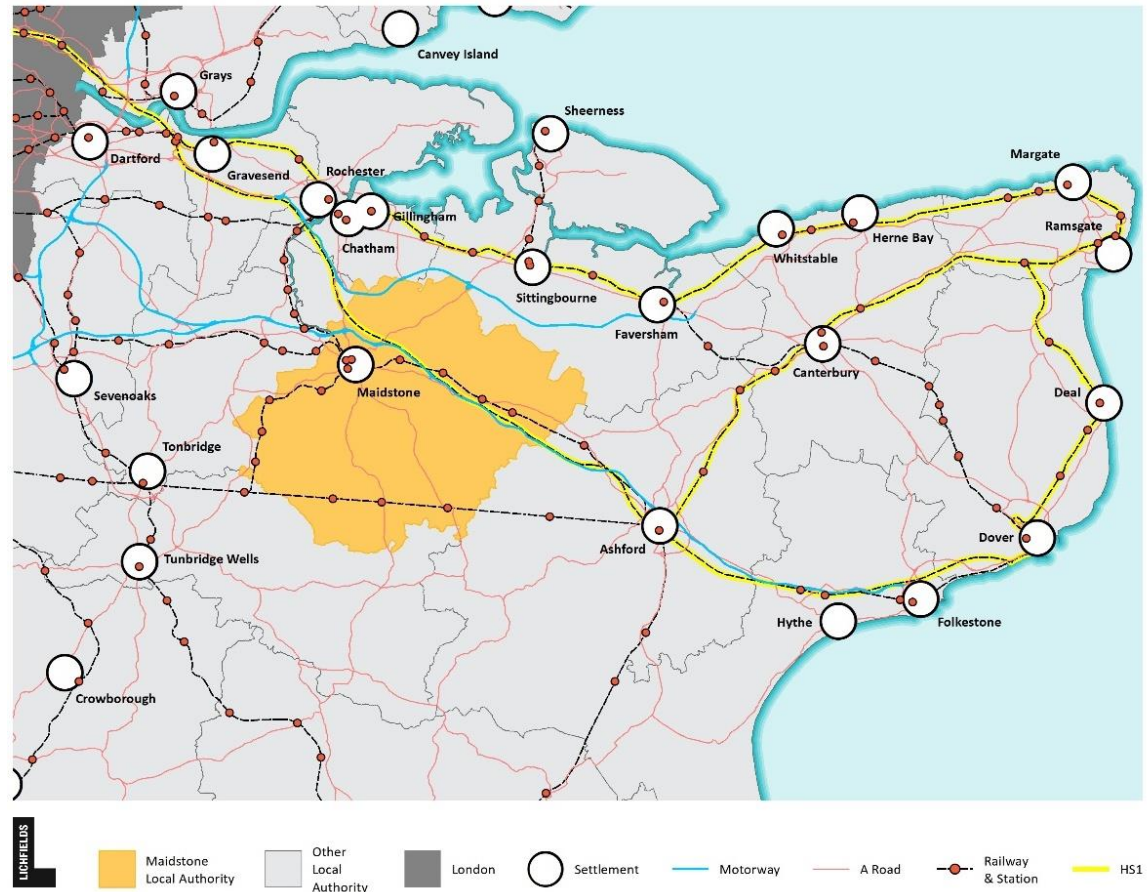 Canvey Island
Grays
Sheerness
Dartford
Gravesend
Rochester
Margate
Gillingham
Chatham
Herne Bay
Ramsgate
Whitstable
Sittingbourne
Faversham
Canterbury
Maidstone
Sevenoaks
Deal
Tonbridge
Dover
Ashford
Tunbridge Wells
Hythe
Folkestone
Crowborough
LICHFIELDS
Maidstone
Local Authority
Other
Local
Authority
London
Settlement
Motorway
A Road
Railway
& Station
HS1